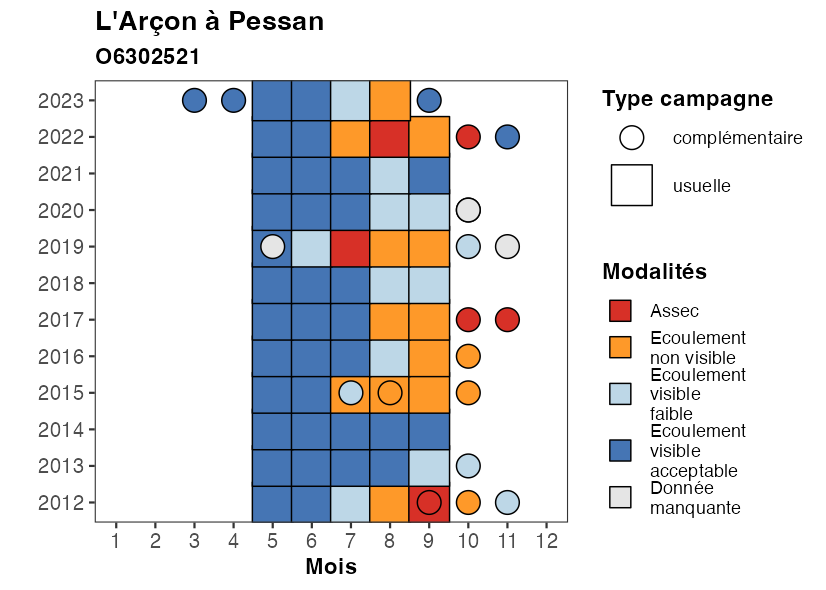 L'Arçon à Pessan
O6302521
2023
2022
2021
2020
2019
2018
2017
2016
2015
2014
2013
2012
1 2 3 4 5 6 7 8 9 10 11 12
Mois
Type campagne
complémentaire
usuelle
Modalités
Assec
Ecoulement
non visible
Ecoulement
visible
faible
Ecoulement
visible
acceptable
Donnée
manquante